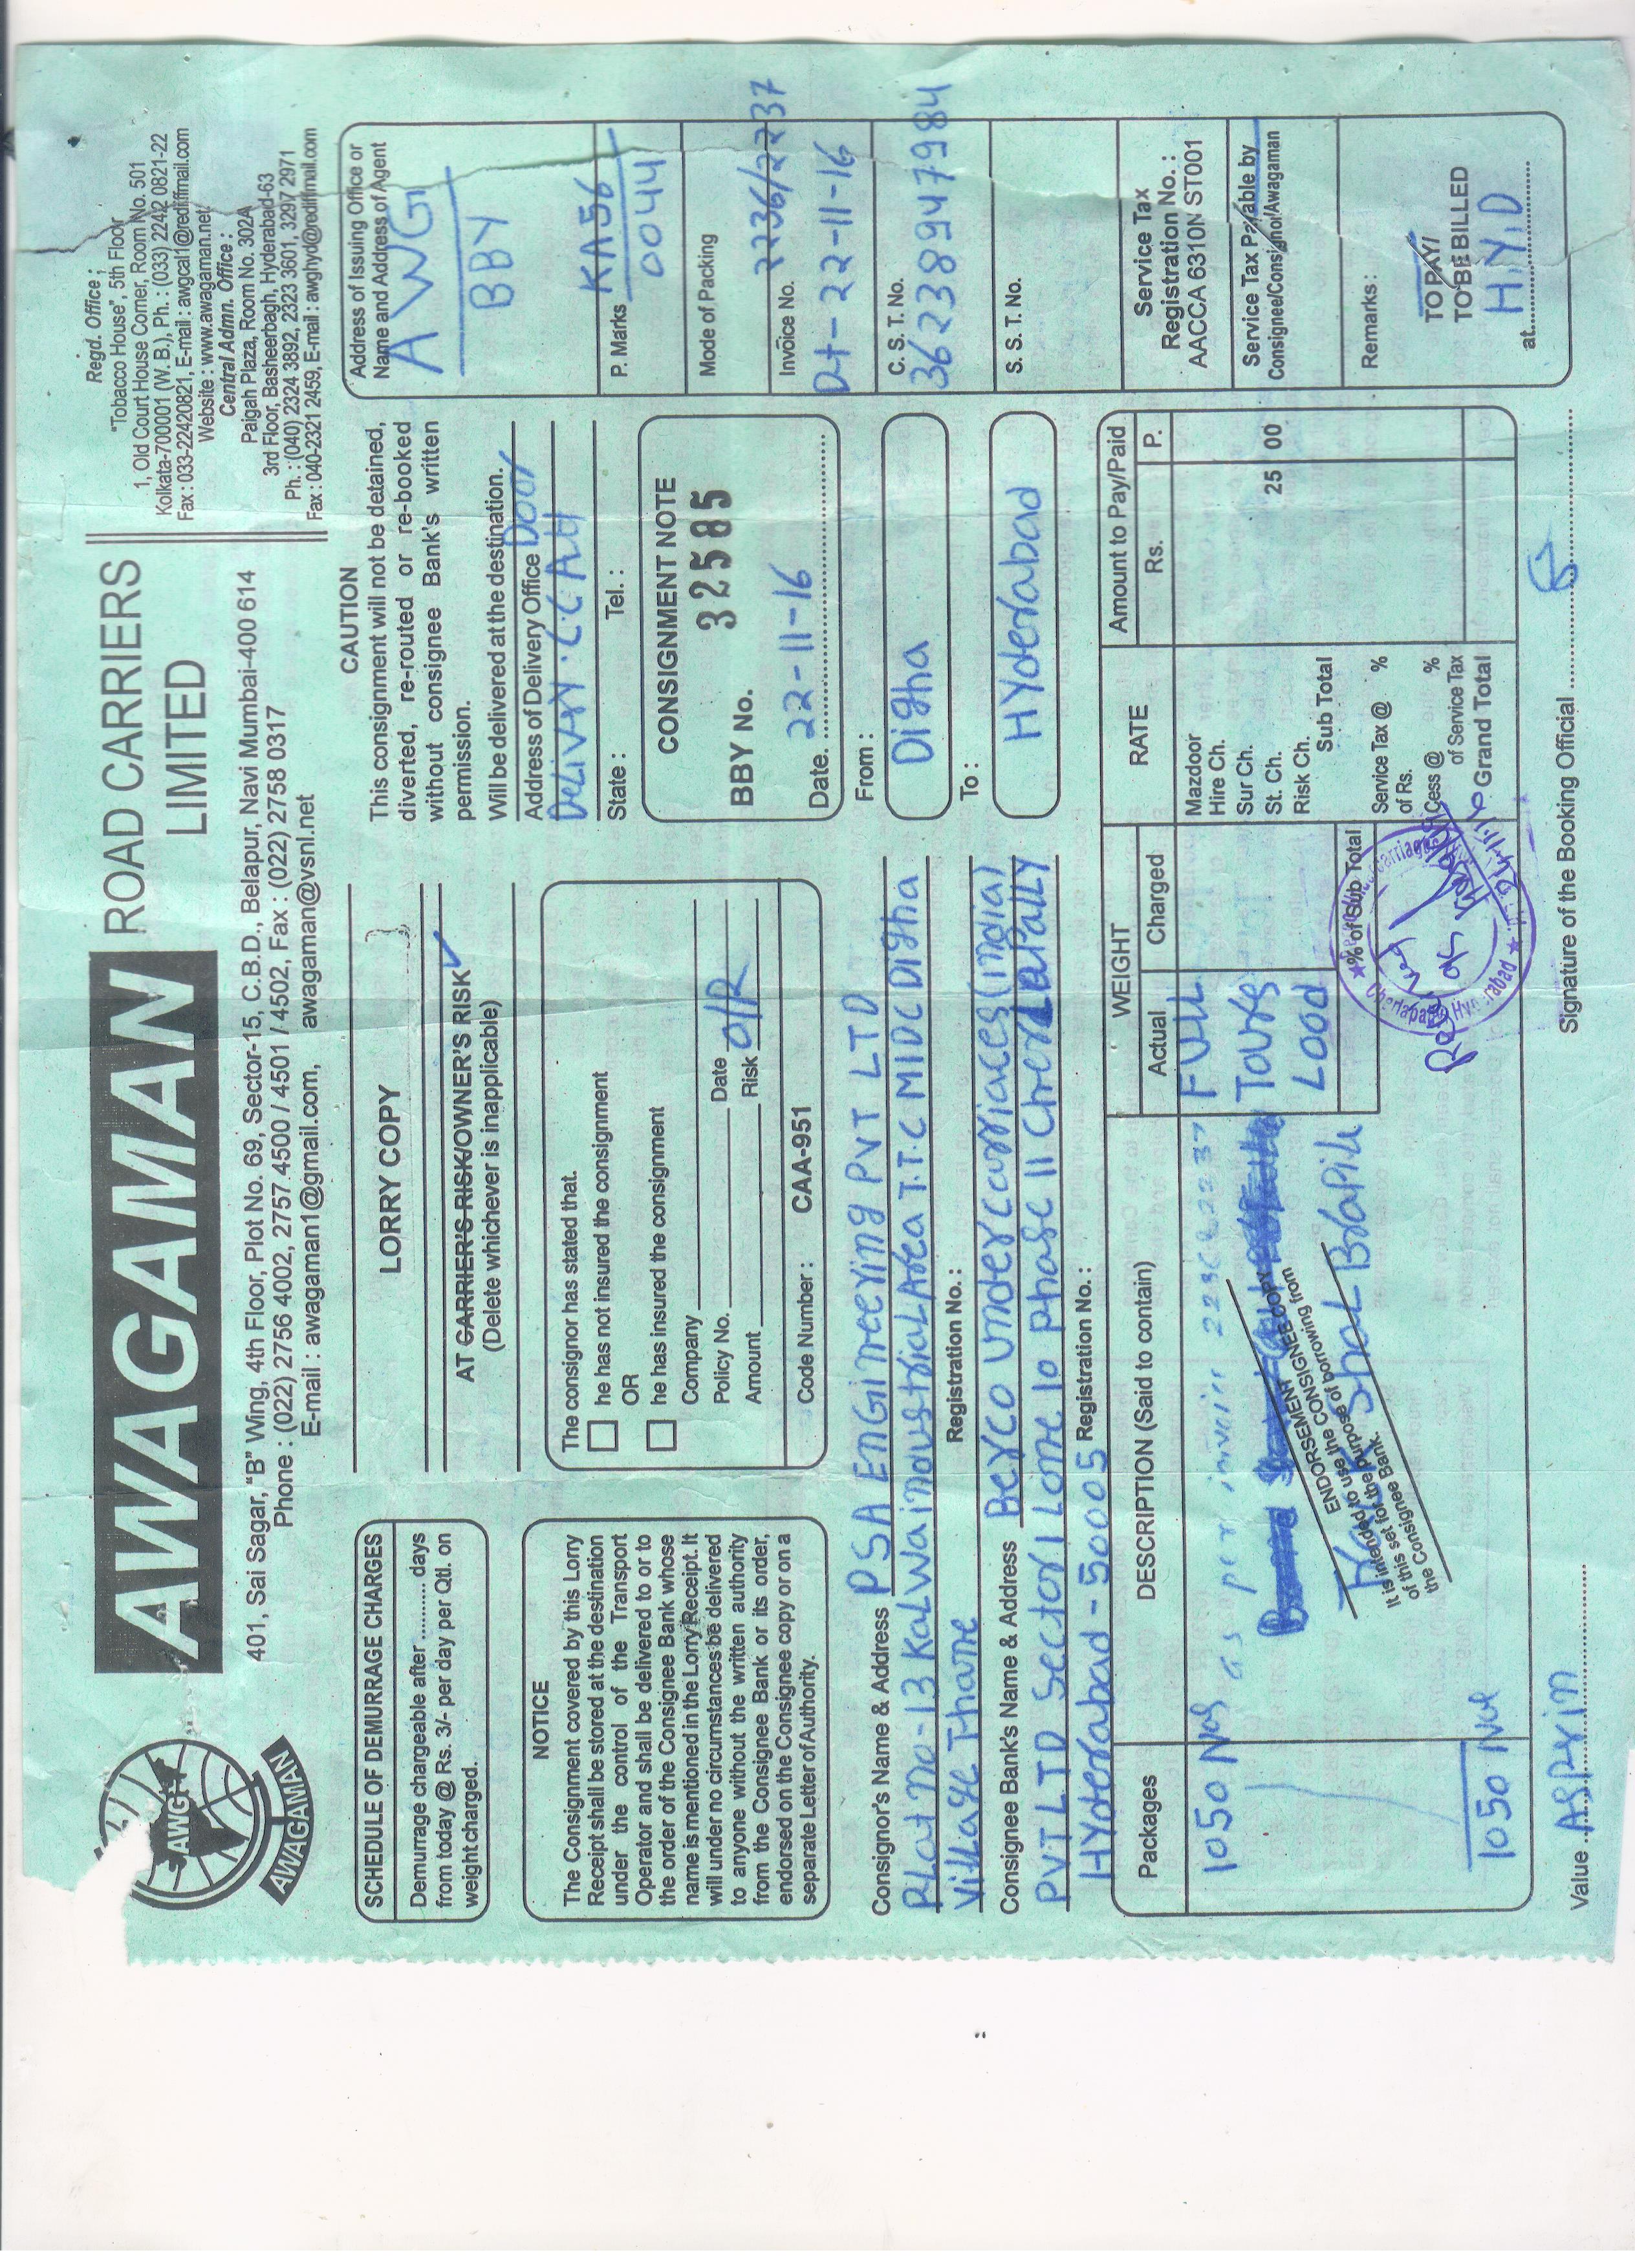 AWGI
AWAGAMAN
AWAGAMAN ROAD CARRIERS
LIMITED
401, Sai Sagar, "B" Wing, 4th Floor, Plot No. 69, Sector-15, C.B.D., Belapur, Navi Mumbai-400 614
Phone : (022) 2756 4002, 2757 4500 / 4501 / 4502, Fax : (022) 2758 0317
E-mail : awagaman1@gmail.com, awagaman@vsnl.net
Regd. Office ;
"Tobacco House", 5th Floor
1, Old Court House Corner, Room No. 501
Kolkata-700001 (W. B.), Ph. : (033) 2242 0821-22
Fax : 033-22420821, E-mail : awgcal1@rediffmail.com
Website : www.awagaman.net
Central Admn. Office :
Paigah Plaza, Room No. 302A
3rd Floor, Basheerbagh, Hyderabad-63
Ph. : (040) 2324 3892, 2323 3601, 3297 2971
Fax : 040-2321 2459, E-mail : awghyd@rediffmail.com
SCHEDULE OF DEMURRAGE CHARGES
Demurrage chargeable after .......... days
from today @ Rs. 3/- per day per Qtl. on
weight charged.
NOTICE
The Consignment covered by this Lorry
Receipt shall be stored at the destination
under the control of the Transport
Operator and shall be delivered to or to
the order of the Consignee Bank whose
name is mentioned in the Lorry Receipt. It
will under no circumstances be delivered
to anyone without the written authority
from the Consignee Bank or its order,
endorsed on the Consignee copy or on a
separate Letter of Authority.
LORRY COPY
AT CARRIER'S RISK/OWNER'S RISK
(Delete whichever is inapplicable)
The consignor has stated that.
he has not insured the consignment
OR
he has insured the consignment
Company
Policy No. Date
Amount Risk O/R
Code Number : CAA-951
CAUTION
This consignment will not be detained,
diverted, re-routed or re-booked
without consignee Bank's written
permission.
Will be delivered at the destination.
Address of Delivery Office Door
Delivery. C C Att
State : Tel. :
CONSIGNMENT NOTE
BBY No. 32585
Date. 22-11-16
From :
Digha
To :
HYderabad
Address of Issuing Office or
Name and Address of Agent
AWG
BBY
P. Marks KA56
0044
Mode of Packing
Invoice No. 2236/2237
Dt-22-11-16
C. S. T. No.
36238947984
S. S. T. No.
Service Tax
Registration No. :
AACCA 6310N ST001
Service Tax Payable by
Consignee/Consignor/Awagaman
Remarks :
TO PAY/
TO BE BILLED
at HYD
Consignor's Name & Address PSA EnGineering PVT LTD
Plot no-13 Kalwa industrial Area T.T.C MIDC Digha
Village Thane Registration No. :
Consignee Bank's Name & Address Berco undercarriages (india)
PVT LTD Sector 1 Lone 10 phase II CherlaPally
HYderabad - 500051 Registration No. :
Packages DESCRIPTION (Said to contain) WEIGHT RATE Amount to Pay/Paid
Actual Charged Rs. P.
1050 Nos as per invoice 2236/2237
FULL
Tours
Lood
1050 Nos
ENDORSEMENT CONSIGNEE COPY
It is intended to use the CONSIGNEE COPY
of this set for the purpose of borrowing from
the Consignee Bank.
Mazdoor
Hire Ch.
Sur Ch.
St. Ch. 25 00
Risk Ch.
Sub Total
% of Sub Total Service Tax @ %
of Rs.
Cess @ %
of Service Tax
Grand Total
Cherlapally, Hyderabad
24/11/16
Value ASPrin
Signature of the Booking Official